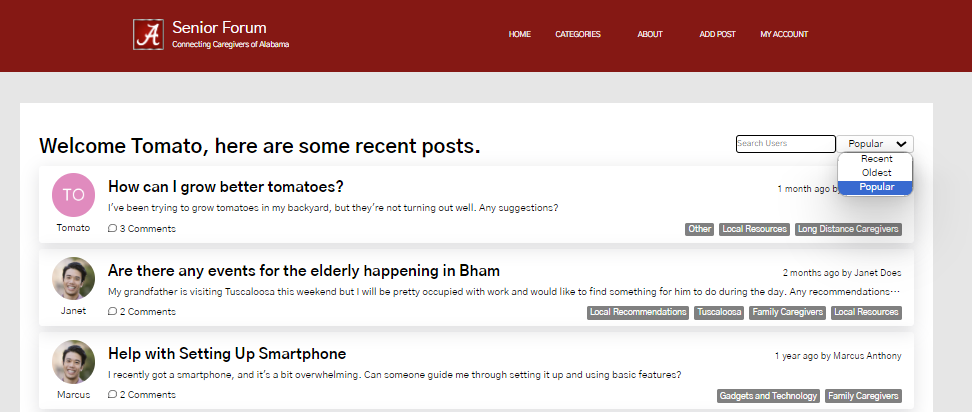 Senior Forum
Connecting Caregivers of Alabama
HOME CATEGORIES ABOUT ADD POST MY ACCOUNT
Welcome Tomato, here are some recent posts.
Search Users
Popular
Recent
Oldest
Popular
TO
Tomato
How can I grow better tomatoes?
1 month ago by
I've been trying to grow tomatoes in my backyard, but they're not turning out well. Any suggestions?
3 Comments
Other Local Resources Long Distance Caregivers
Janet
Are there any events for the elderly happening in Bham
2 months ago by Janet Does
My grandfather is visiting Tuscaloosa this weekend but I will be pretty occupied with work and would like to find something for him to do during the day. Any recommendations...
2 Comments
Local Recommendations Tuscaloosa Family Caregivers Local Resources
Marcus
Help with Setting Up Smartphone
1 year ago by Marcus Anthony
I recently got a smartphone, and it's a bit overwhelming. Can someone guide me through setting it up and using basic features?
2 Comments
Gadgets and Technology Family Caregivers